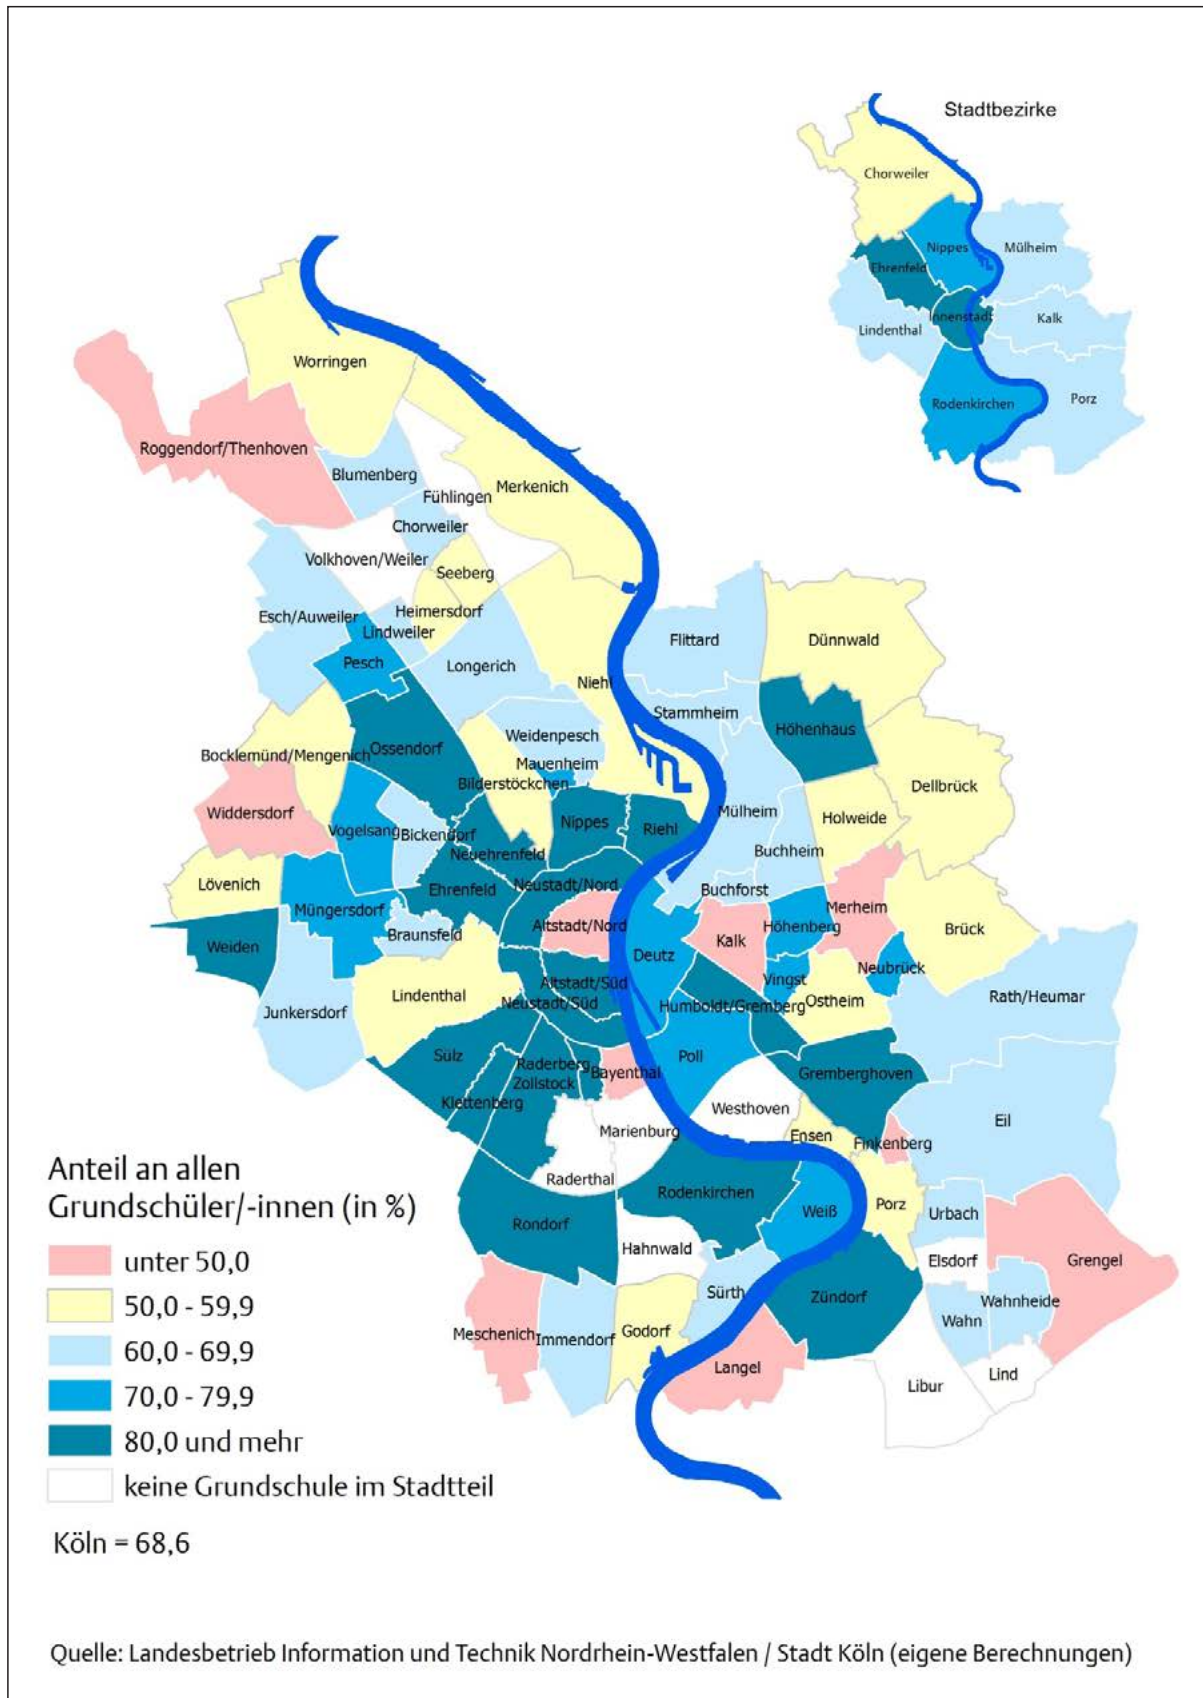 Stadtbezirke
Chorweiler
Nippes
Mülheim
Ehrenfeld
Innenstadt
Kalk
Lindenthal
Rodenkirchen
Porz
Worringen
Roggendorf/Thenhoven
Blumenberg
Merkenich
Fühlingen
Chorweiler
Volkhoven/Weiler
Seeberg
Heimersdorf
Esch/Auweiler
Lindweiler
Pesch
Longerich
Flittard
Dünnwald
Niehl
Stammheim
Höhenhaus
Weidenpesch
Ossendorf
Bocklemünd/Mengenich
Mauenheim
Bilderstöckchen
Dellbrück
Widdersdorf
Mülheim
Holweide
Nippes
Riehl
Vogelsang
Bickendorf
Neuehrenfeld
Buchheim
Lövenich
Ehrenfeld
Neustadt/Nord
Buchforst
Müngersdorf
Merheim
Altstadt/Nord
Höhenberg
Brück
Braunsfeld
Kalk
Weiden
Deutz
Neubrück
Vingst
Altstadt/Süd
Lindenthal
Rath/Heumar
Neustadt/Süd
Humboldt/Gremberg
Ostheim
Junkersdorf
Sülz
Poll
Raderberg
Bayenthal
Gremberghoven
Zollstock
Klettenberg
Westhoven
Eil
Marienburg
Ensen
Finkenberg
Raderthal
Rodenkirchen
Porz
Weiß
Urbach
Rondorf
Hahnwald
Elsdorf
Grengel
Sürth
Zündorf
Wahnheide
Wahn
Meschenich
Immendorf
Godorf
Langel
Lind
Libur
Anteil an allen
Grundschüler/-innen (in %)
unter 50,0
50,0 - 59,9
60,0 - 69,9
70,0 - 79,9
80,0 und mehr
keine Grundschule im Stadtteil
Köln = 68,6
Quelle: Landesbetrieb Information und Technik Nordrhein-Westfalen / Stadt Köln (eigene Berechnungen)